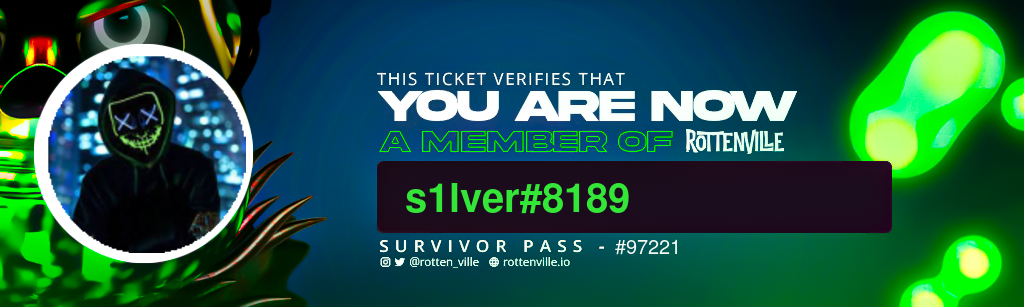 THIS TICKET VERIFIES THAT
YOU ARE NOW
A MEMBER OF ROTTENVILLE
s1lver#8189
SURVIVOR PASS - #97221
@rotten_ville rottenville.io